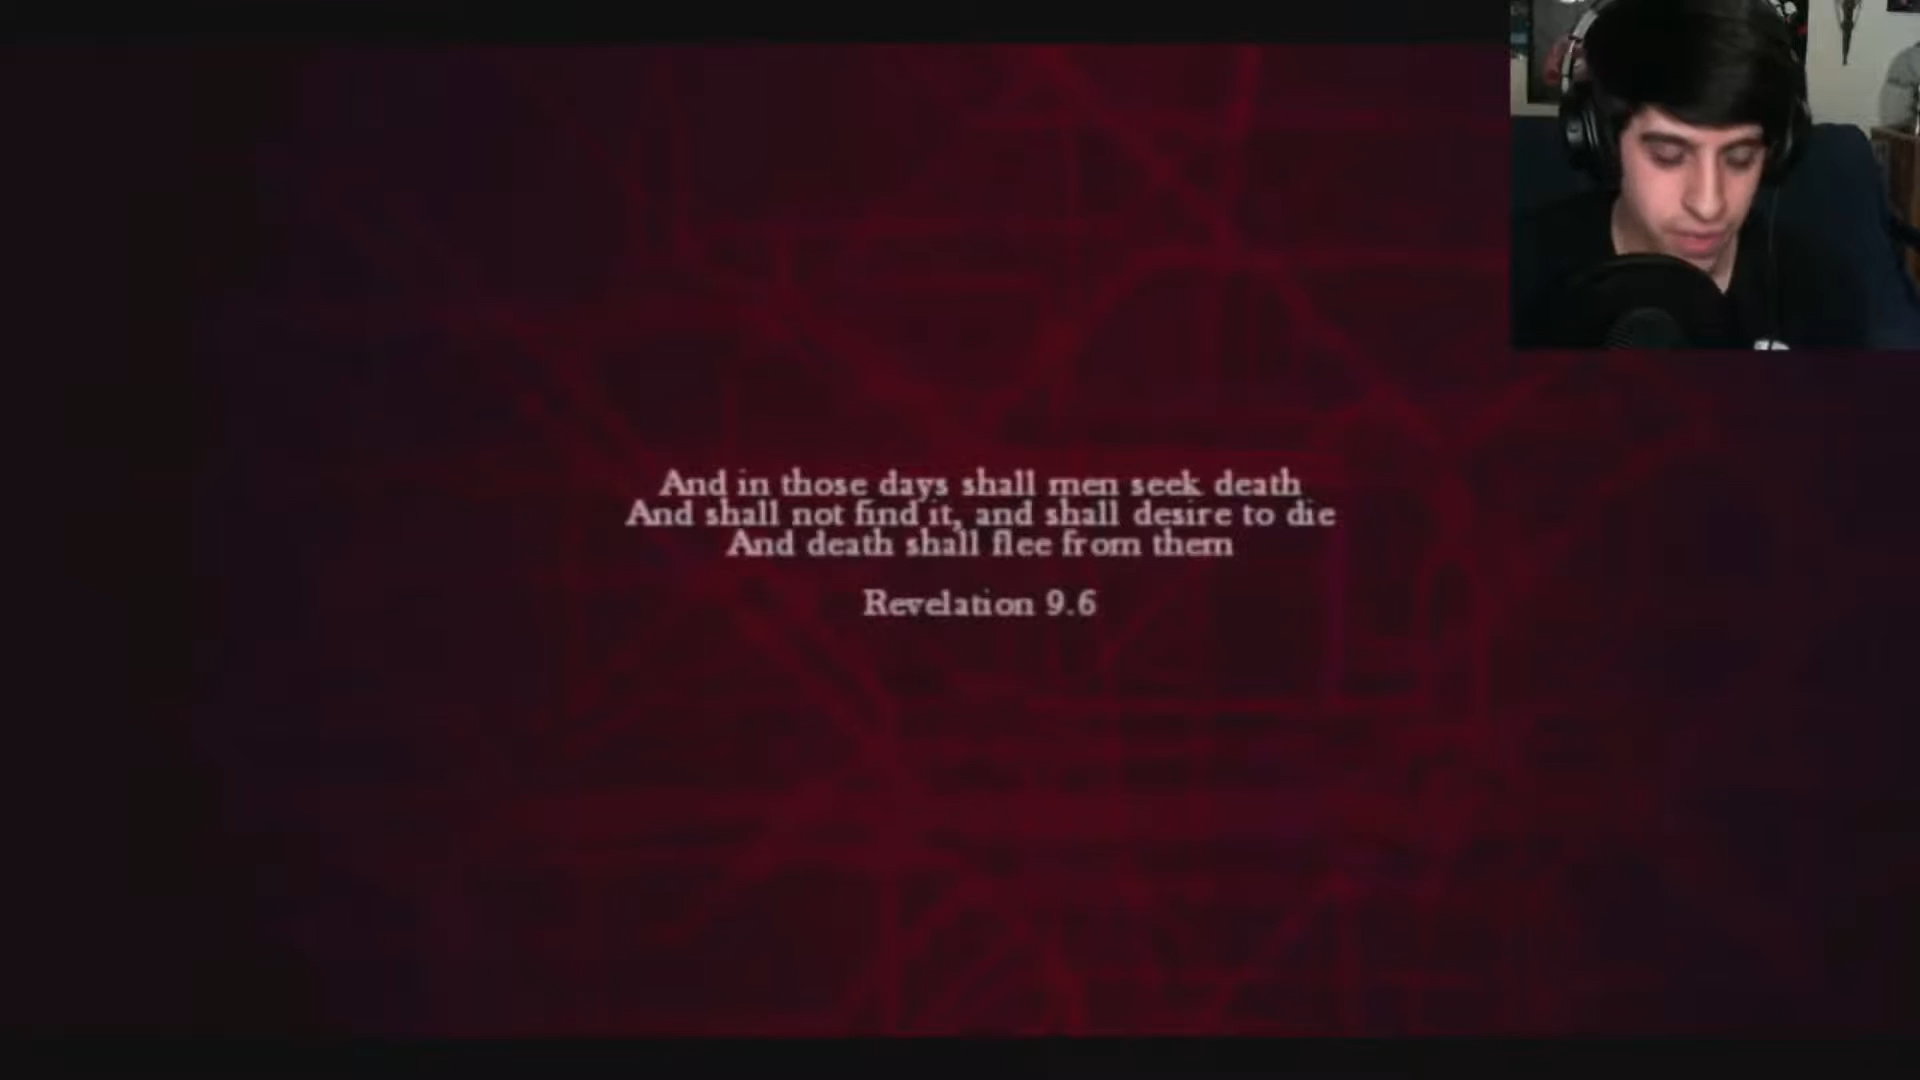 And in those days shall men seek death
And shall not find it, and shall desire to die
And death shall flee from them
Revelation 9.6